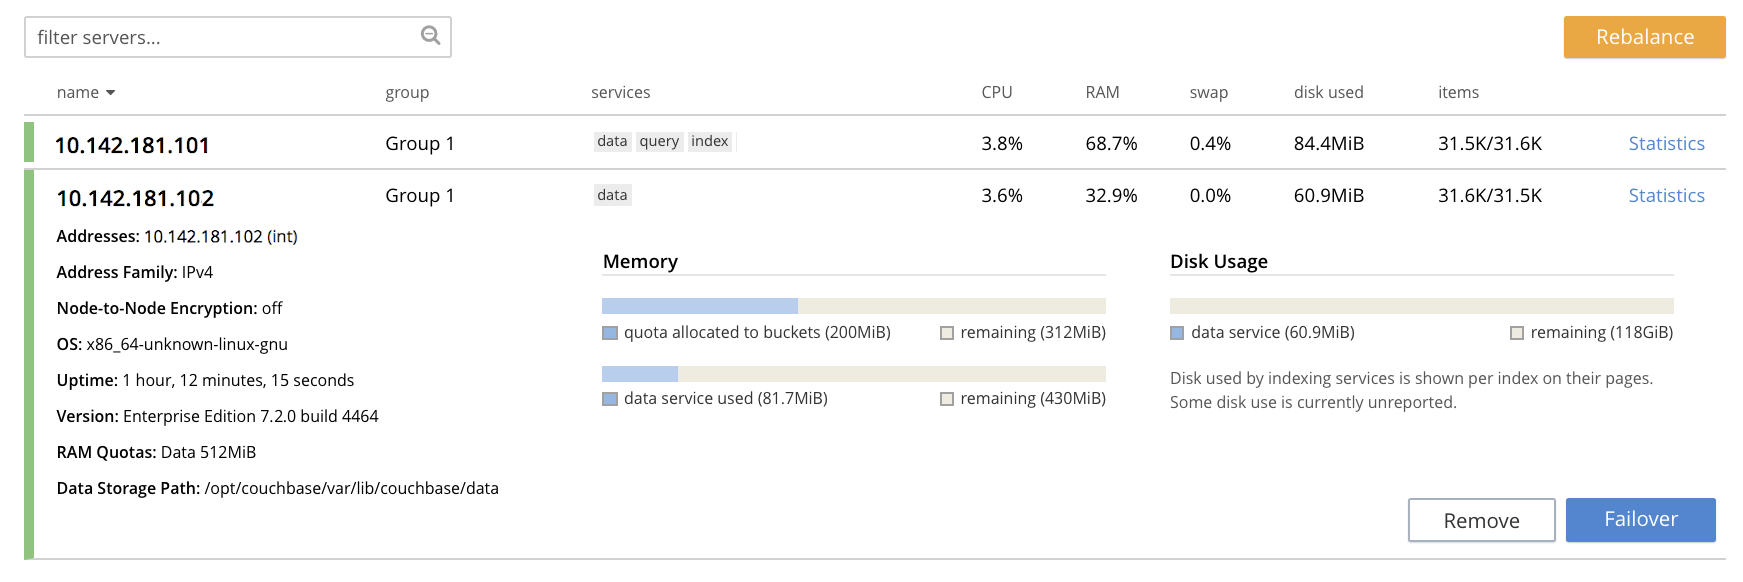 filter servers...
Rebalance
name group services CPU RAM swap disk used items
10.142.181.101 Group 1 data query index 3.8% 68.7% 0.4% 84.4MiB 31.5K/31.6K Statistics
10.142.181.102 Group 1 data 3.6% 32.9% 0.0% 60.9MiB 31.6K/31.5K Statistics
Addresses: 10.142.181.102 (int)
Address Family: IPv4
Node-to-Node Encryption: off
OS: x86_64-unknown-linux-gnu
Uptime: 1 hour, 12 minutes, 15 seconds
Version: Enterprise Edition 7.2.0 build 4464
RAM Quotas: Data 512MiB
Data Storage Path: /opt/couchbase/var/lib/couchbase/data
Memory
quota allocated to buckets (200MiB) remaining (312MiB)
data service used (81.7MiB) remaining (430MiB)
Disk Usage
data service (60.9MiB) remaining (118GiB)
Disk used by indexing services is shown per index on their pages.
Some disk use is currently unreported.
Remove Failover